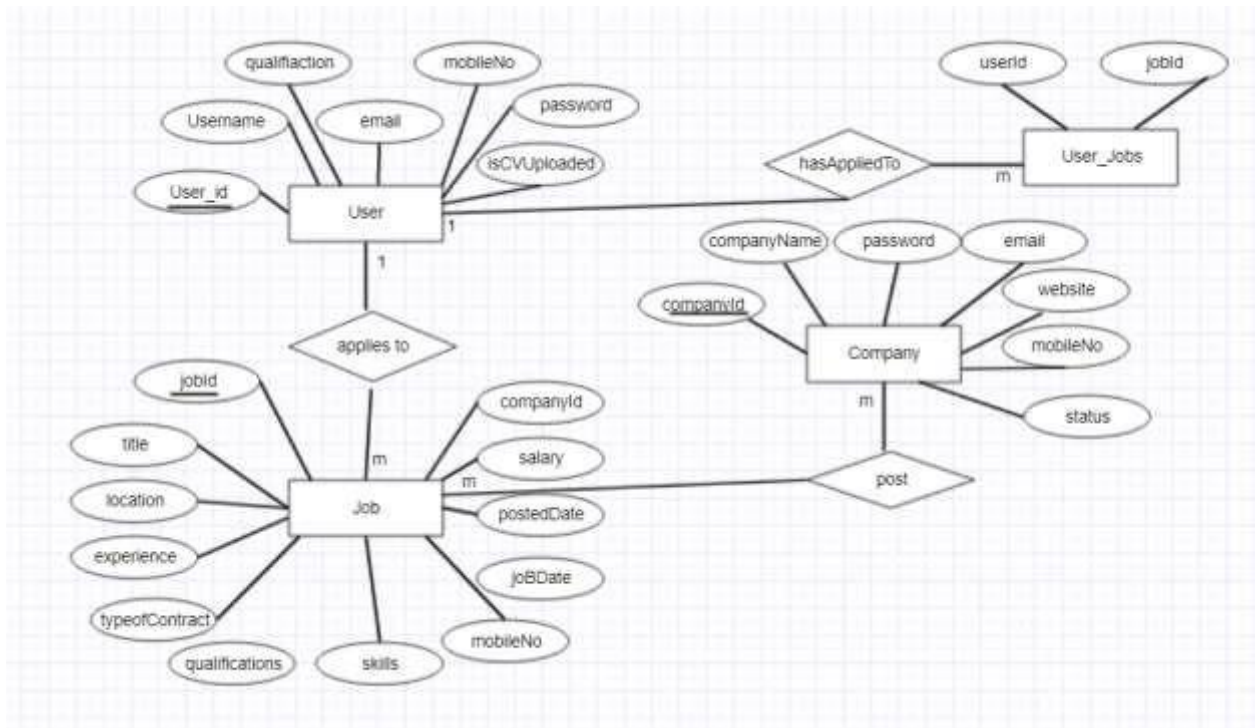 qualifiaction
mobileNo
userId
jobId
Username
email
password
isCVUploaded
hasAppliedTo
User_Jobs
m
User_id
User
1
companyName
password
email
1
companyId
website
applies to
Company
mobileNo
jobId
companyId
m
status
title
salary
m
m
post
location
Job
postedDate
experience
joBDate
typeofContract
mobileNo
qualifications
skills